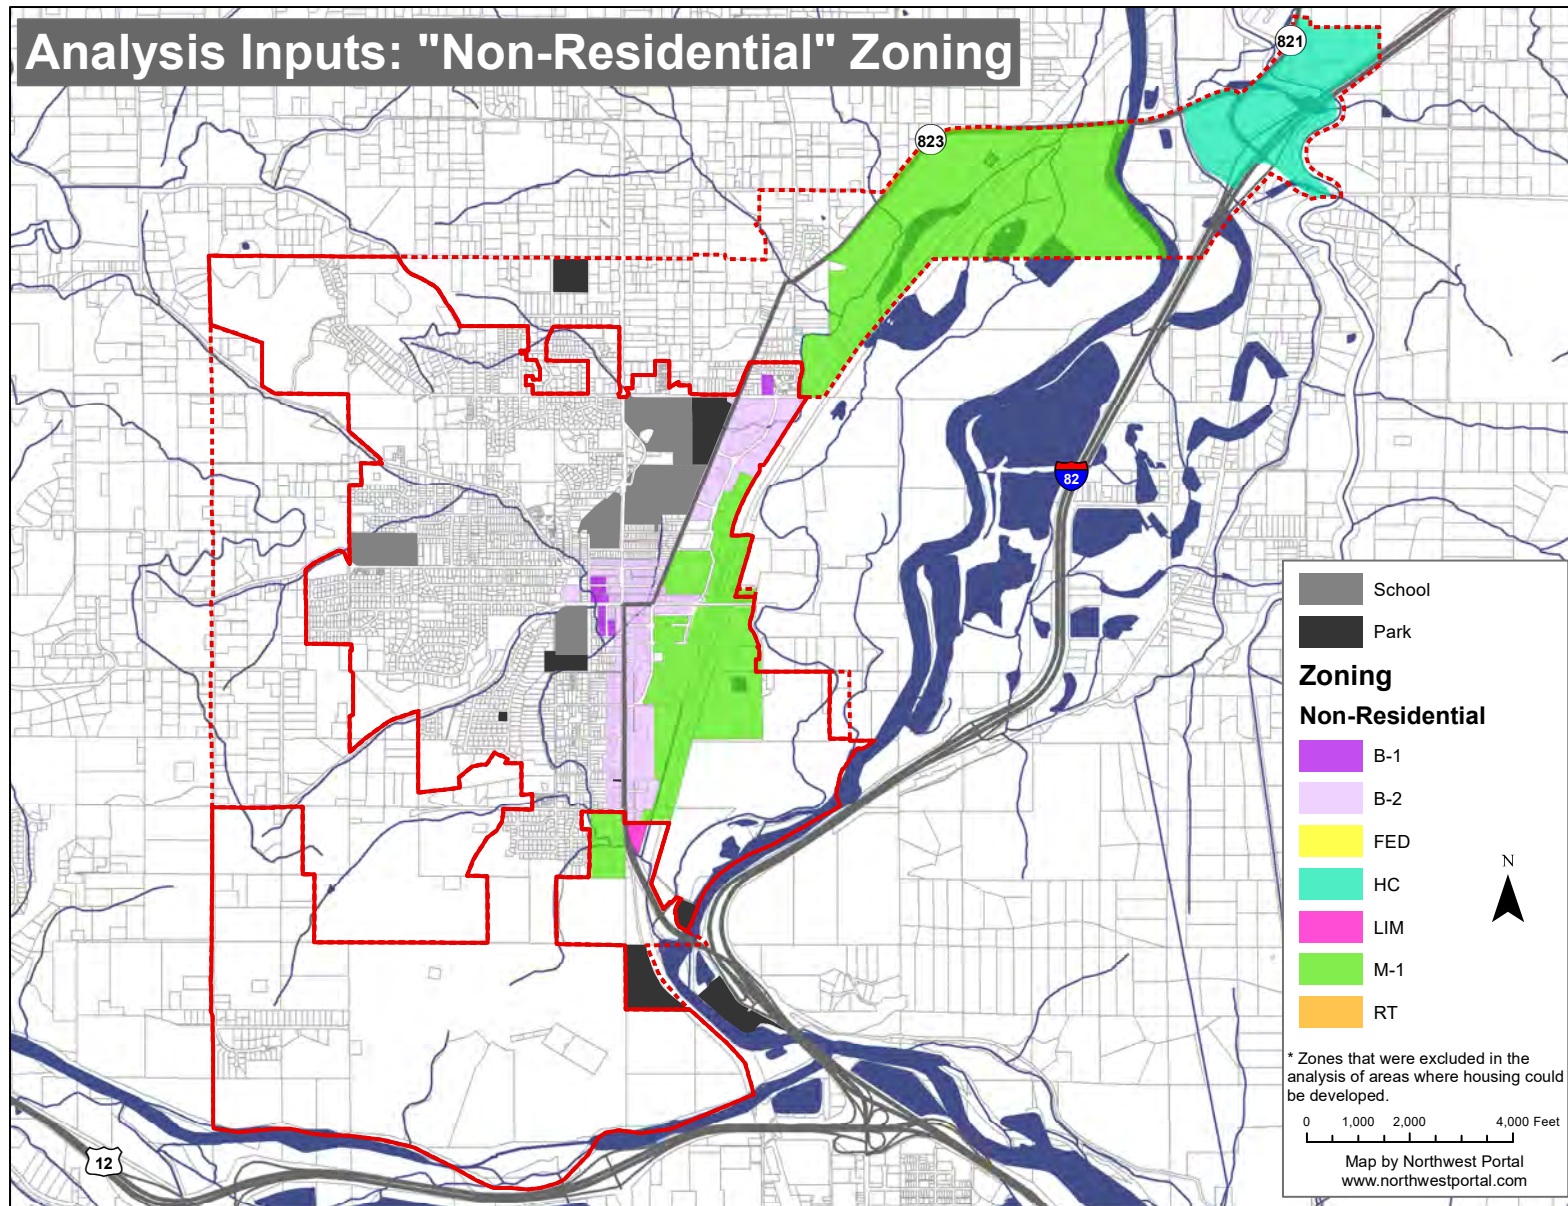 Analysis Inputs: "Non-Residential" Zoning
821
823
82
12
School
Park
Zoning
Non-Residential
B-1
B-2
FED
HC
LIM
M-1
RT
N
* Zones that were excluded in the
analysis of areas where housing could
be developed.
0 1,000 2,000 4,000 Feet
Map by Northwest Portal
www.northwestportal.com